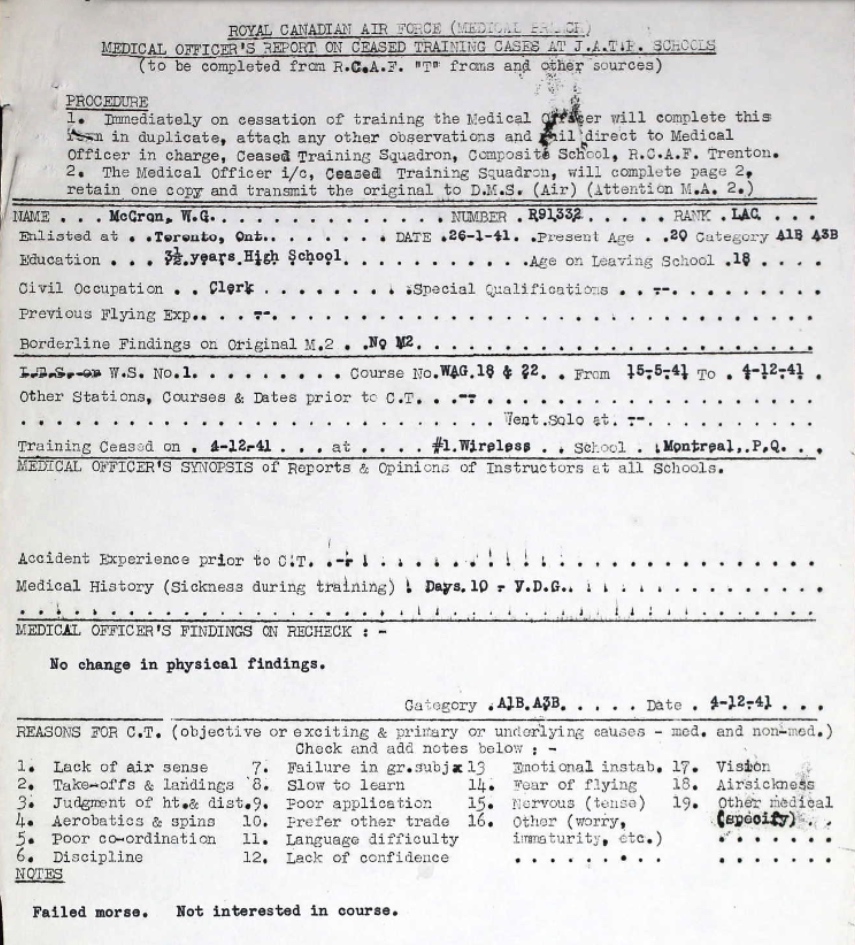 ROYAL CANADIAN AIR FORCE (MEDICAL BRANCH)
MEDICAL OFFICER'S REPORT ON CEASED TRAINING CASES AT J.A.T.P. SCHOOLS
(to be completed from R.C.A.F. "T" froms and other sources)
PROCEDURE
1. Immediately on cessation of training the Medical Officer will complete this
form in duplicate, attach any other observations and mail direct to Medical
Officer in charge, Ceased Training Squadron, Composite School, R.C.A.F. Trenton.
2. The Medical Officer i/c, Ceased Training Squadron, will complete page 2,
retain one copy and transmit the original to D.M.S. (Air) (Attention M.A. 2.)
NAME . . . McCron, W.G. . . . . . . . . . . . . . NUMBER . R91332 . . . . . RANK . LAC. . . .
Enlisted at . . Toronto, Ont. . . . . . . . DATE . 26-1-41. . Present Age . . 20 Category A1B A3B
Education . . . 3½ years High School. . . . . . . . . . . . . Age on Leaving School . 18 . . . .
Civil Occupation . . Clerk . . . . . . . . Special Qualifications . . -- . . . . . . . . .
Previous Flying Exp.. . . -- . . . . . . . . . . . . . . . . . . . . . . . . . . . . .
Borderline Findings on Original M.2 . . No M2. . . . . . . . . . . . . . . . . . . . . .
I.T.S. or W.S. No.1. . . . . . . . . Course No. WAG.18 & 22. . From 15-5-41 To . 4-12-41 .
Other Stations, Courses & Dates prior to C.T. . . -- . . . . . . . . . . . . . . . . .
. . . . . . . . . . . . . . . . . . . . . . . . . . . Went Solo at. -- . . . . . . . . .
Training Ceased on . 4-12-41 . . . at . . . . #1 Wireless . . School . . Montreal, P.Q. . . .
MEDICAL OFFICER'S SYNOPSIS of Reports & Opinions of Instructors at all Schools.
Accident Experience prior to C.T. . -- . . . . . . . . . . . . . . . . . . . . . . . .
Medical History (Sickness during training) . Days. 10 - V.D.G. . . . . . . . . . . . . .
. . . . . . . . . . . . . . . . . . . . . . . . . . . . . . . . . . . . . . . . . . .
MEDICAL OFFICER'S FINDINGS ON RECHECK : -
No change in physical findings.
Category . A1B. A3B. . . . . . Date . 4-12-41 . . .
REASONS FOR C.T. (objective or exciting & primary or underlying causes - med. and non-med.)
Check and add notes below : -
1. Lack of air sense 7. Failure in gr.subj x 13 Emotional instab. 17. Vision
2. Take-offs & landings 8. Slow to learn 14. Fear of flying 18. Airsickness
3. Judgment of ht.& dist. 9. Poor application 15. Nervous (tense) 19. Other medical
4. Aerobatics & spins 10. Prefer other trade 16. Other (worry, (specify) . .
5. Poor co-ordination 11. Language difficulty immaturity, etc.) . . . . . . .
6. Discipline 12. Lack of confidence . . . . . . . . . . . . . . . .
NOTES
Failed morse. Not interested in course.